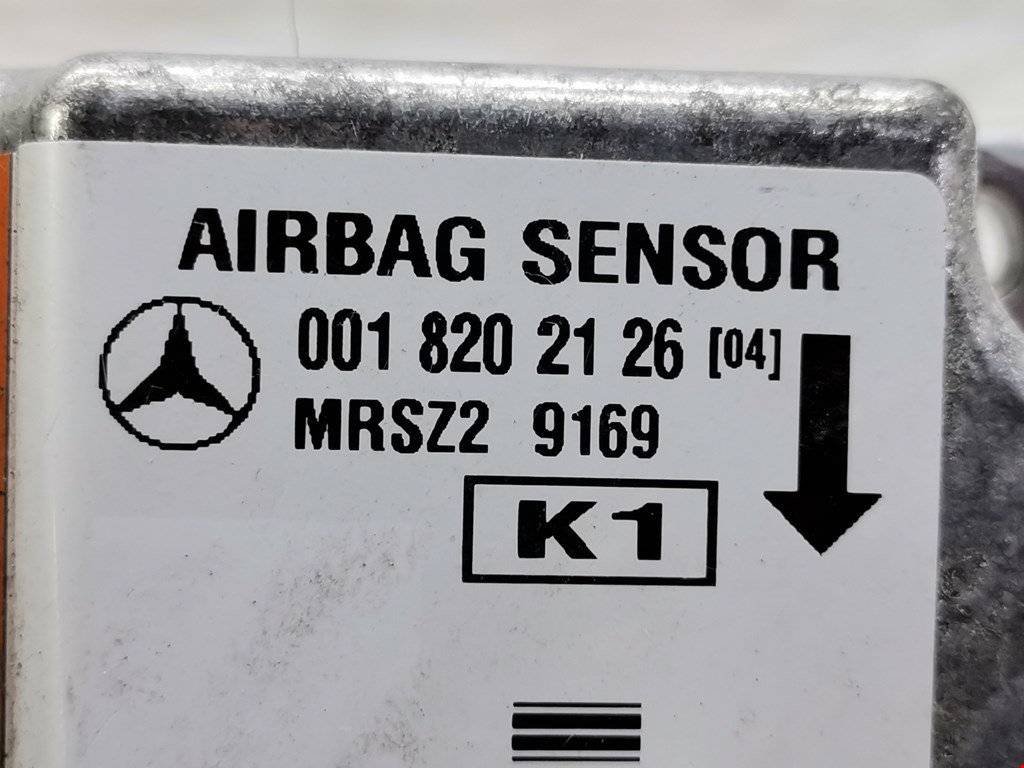 AIRBAG SENSOR
001 820 21 26 [04]
MRSZ2 9169
K1